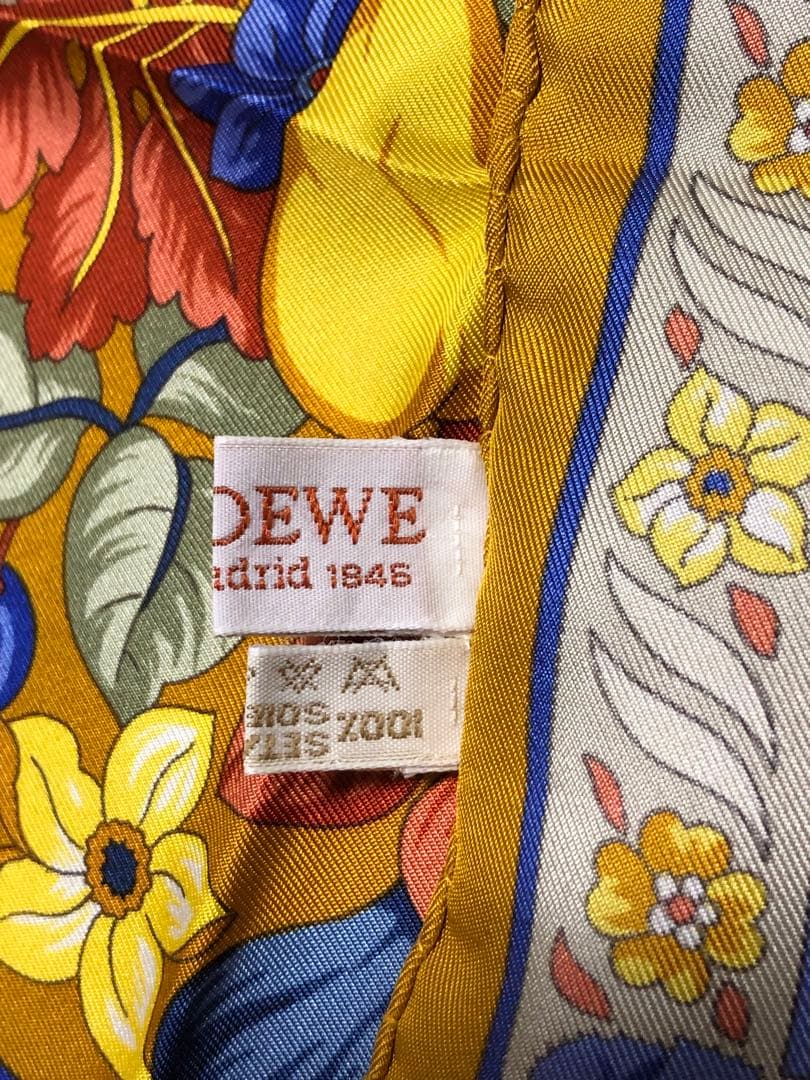 OEWE
adrid 1846
100% SETA
SOIE